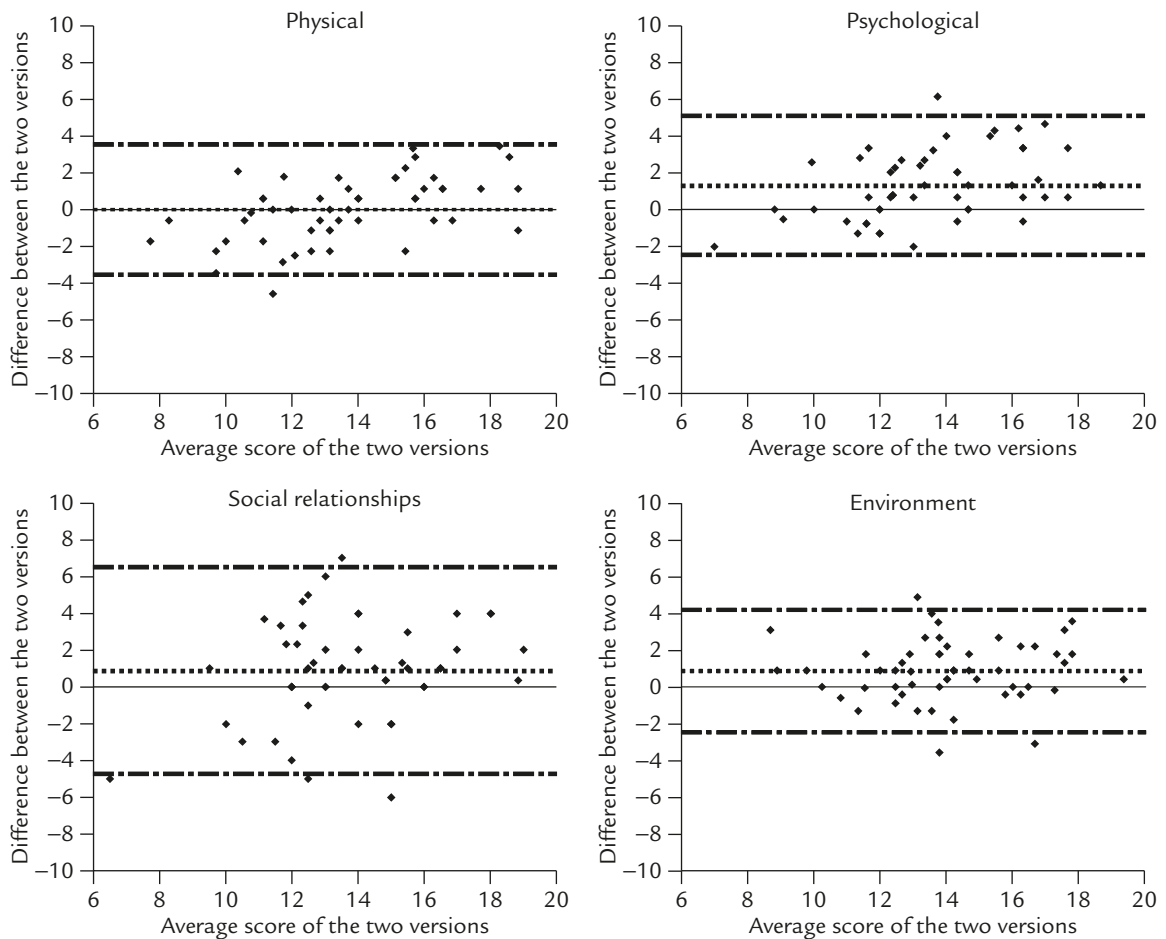 Physical
Difference between the two versions
10
8
6
4
2
0
−2
−4
−6
−8
−10
6 8 10 12 14 16 18 20
Average score of the two versions
Psychological
Difference between the two versions
10
8
6
4
2
0
−2
−4
−6
−8
−10
6 8 10 12 14 16 18 20
Average score of the two versions
Social relationships
Difference between the two versions
10
8
6
4
2
0
−2
−4
−6
−8
−10
6 8 10 12 14 16 18 20
Average score of the two versions
Environment
Difference between the two versions
10
8
6
4
2
0
−2
−4
−6
−8
−10
6 8 10 12 14 16 18 20
Average score of the two versions